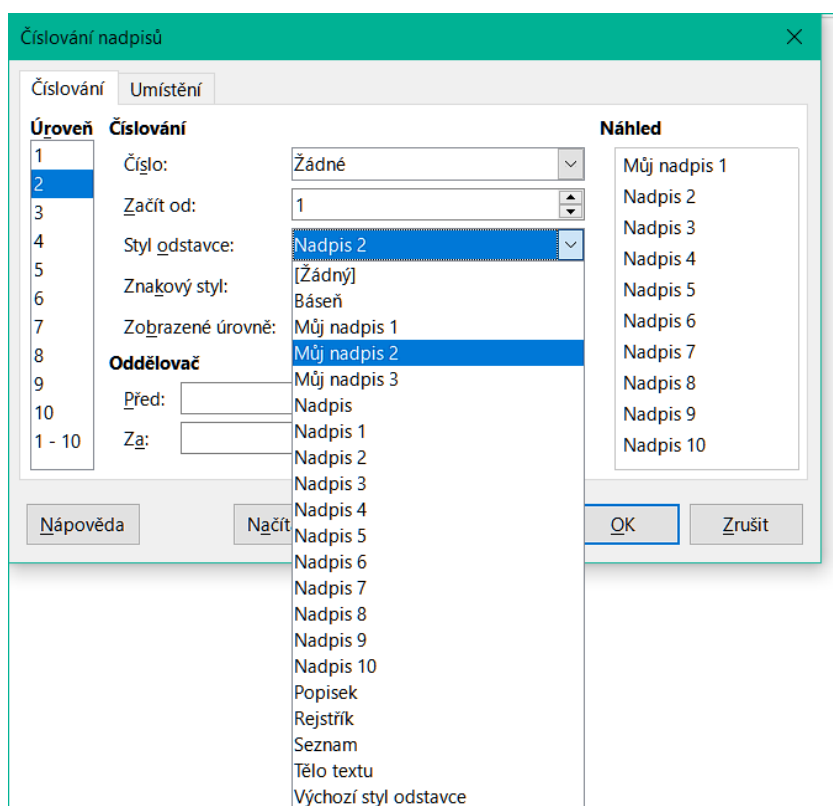 Číslování nadpisů
Číslování
Umístění
Úroveň
1
2
3
4
5
6
7
8
9
10
1 - 10
Číslování
Číslo:
Žádné
Začít od:
1
Styl odstavce:
Nadpis 2
Znakový styl:
Zobrazené úrovně:
Oddělovač
Před:
Za:
[Žádný]
Báseň
Můj nadpis 1
Můj nadpis 2
Můj nadpis 3
Nadpis
Nadpis 1
Nadpis 2
Nadpis 3
Nadpis 4
Nadpis 5
Nadpis 6
Nadpis 7
Nadpis 8
Nadpis 9
Nadpis 10
Popisek
Rejstřík
Seznam
Tělo textu
Výchozí styl odstavce
Náhled
Můj nadpis 1
Nadpis 2
Nadpis 3
Nadpis 4
Nadpis 5
Nadpis 6
Nadpis 7
Nadpis 8
Nadpis 9
Nadpis 10
Nápověda
Načít
OK
Zrušit